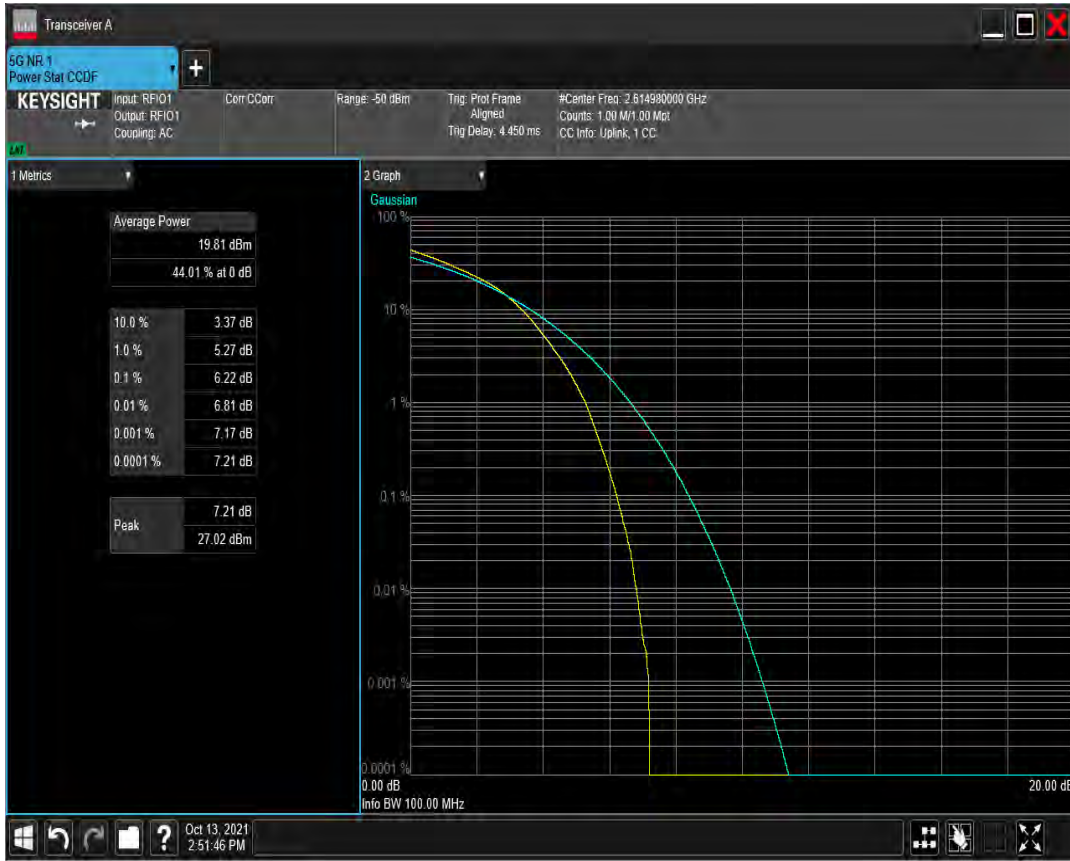 Transceiver A
5G NR 1
Power Stat CCDF
+
KEYSIGHT
Input: RFIO1
Output: RFIO1
Coupling: AC
Corr CCorr
Range: -50 dBm
Trig: Prot Frame
Aligned
Trig Delay: 4.450 ms
#Center Freq: 2.614980000 GHz
Counts: 1.00 M/1.00 Mpt
CC Info: Uplink, 1 CC
1 Metrics
Average Power
19.81 dBm
44.01 % at 0 dB
10.0 % 3.37 dB
1.0 % 5.27 dB
0.1 % 6.22 dB
0.01 % 6.81 dB
0.001 % 7.17 dB
0.0001 % 7.21 dB
Peak
7.21 dB
27.02 dBm
2 Graph
Gaussian
100 %
10 %
1 %
0.1 %
0.01 %
0.001 %
0.0001 %
0.00 dB
20.00 dB
Info BW 100.00 MHz
?
Oct 13, 2021
2:51:46 PM